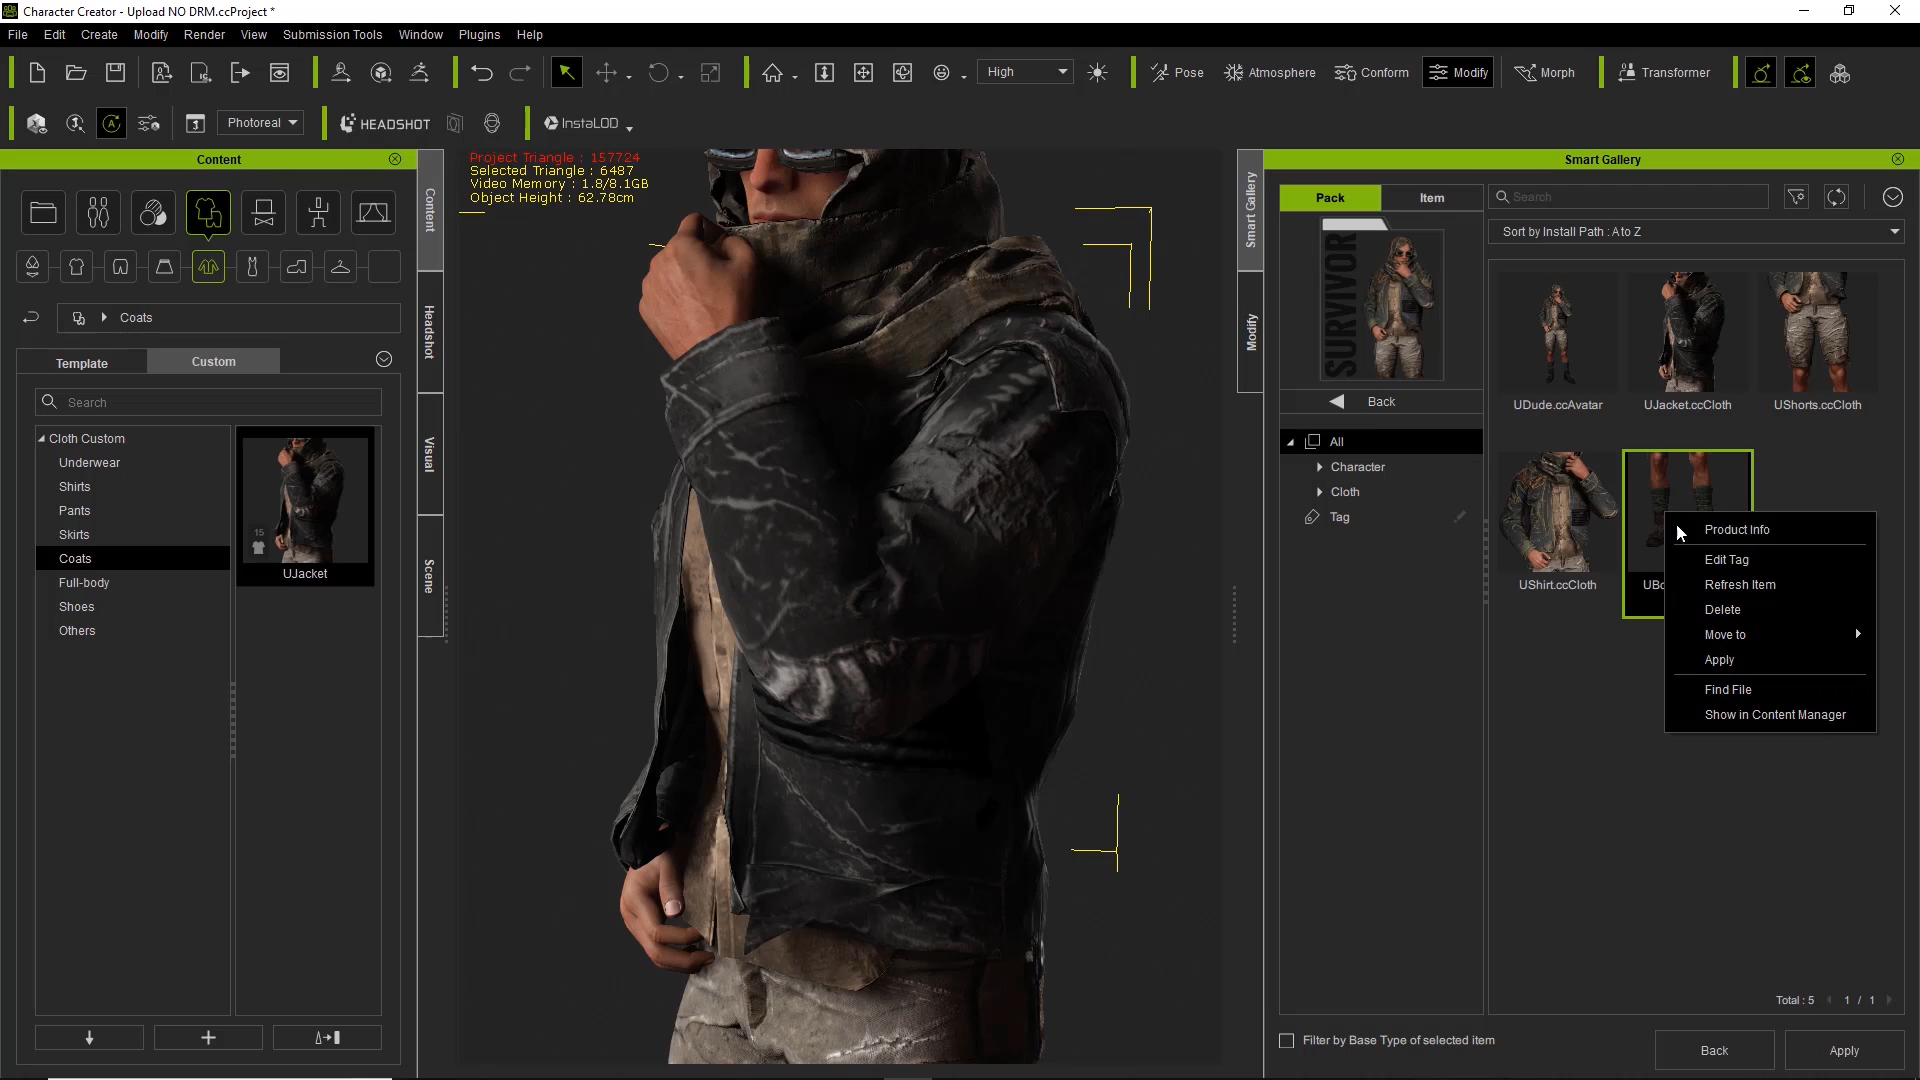 Character Creator - Upload NO DRM.ccProject *
File Edit Create Modify Render View Submission Tools Window Plugins Help
High Pose Atmosphere Conform Modify Morph Transformer
Photoreal HEADSHOT InstaLOD
Content
Coats
Template Custom
Search
Cloth Custom
Underwear
Shirts
Pants
Skirts
Coats
Full-body
Shoes
Others
15
UJacket
Content
Headshot
Visual
Scene
Project Triangle : 157724
Selected Triangle : 6487
Video Memory : 1.8/8.1GB
Object Height : 62.78cm
Smart Gallery
Modify
Smart Gallery
Pack Item
Search
Sort by Install Path : A to Z
SURVIVOR
Back
All
Character
Cloth
Tag
UDude.ccAvatar UJacket.ccCloth UShorts.ccCloth
UShirt.ccCloth
Product Info
Edit Tag
Refresh Item
Delete
Move to
Apply
Find File
Show in Content Manager
Total : 5 1 / 1
Filter by Base Type of selected item
Back Apply